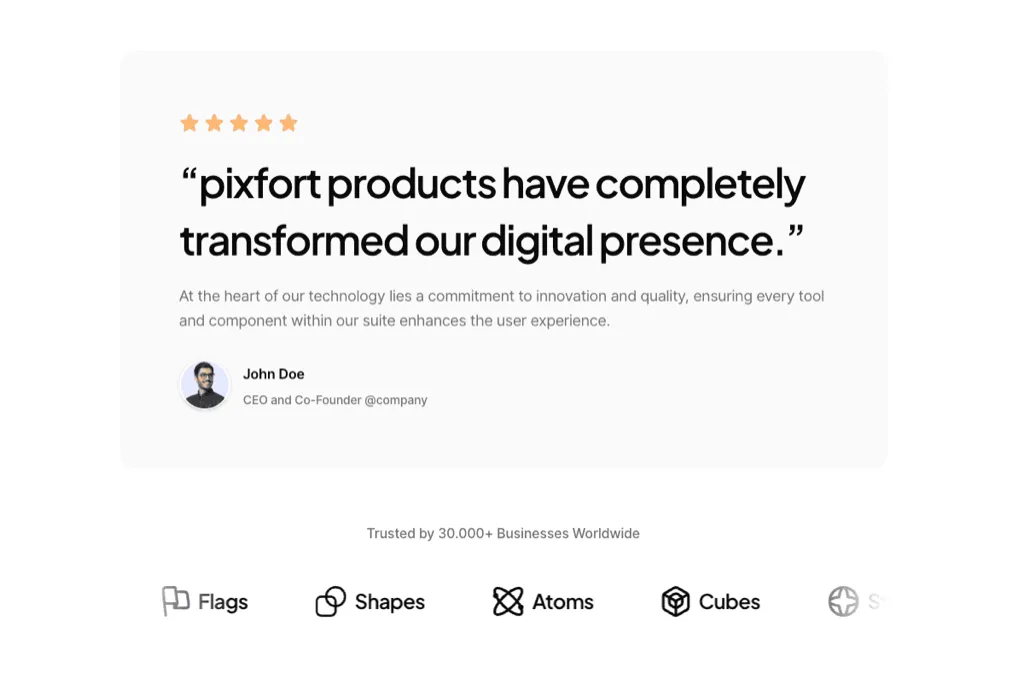 “pixfort products have completely
transformed our digital presence.”
At the heart of our technology lies a commitment to innovation and quality, ensuring every tool
and component within our suite enhances the user experience.
John Doe
CEO and Co-Founder @company
Trusted by 30.000+ Businesses Worldwide
Flags Shapes Atoms Cubes